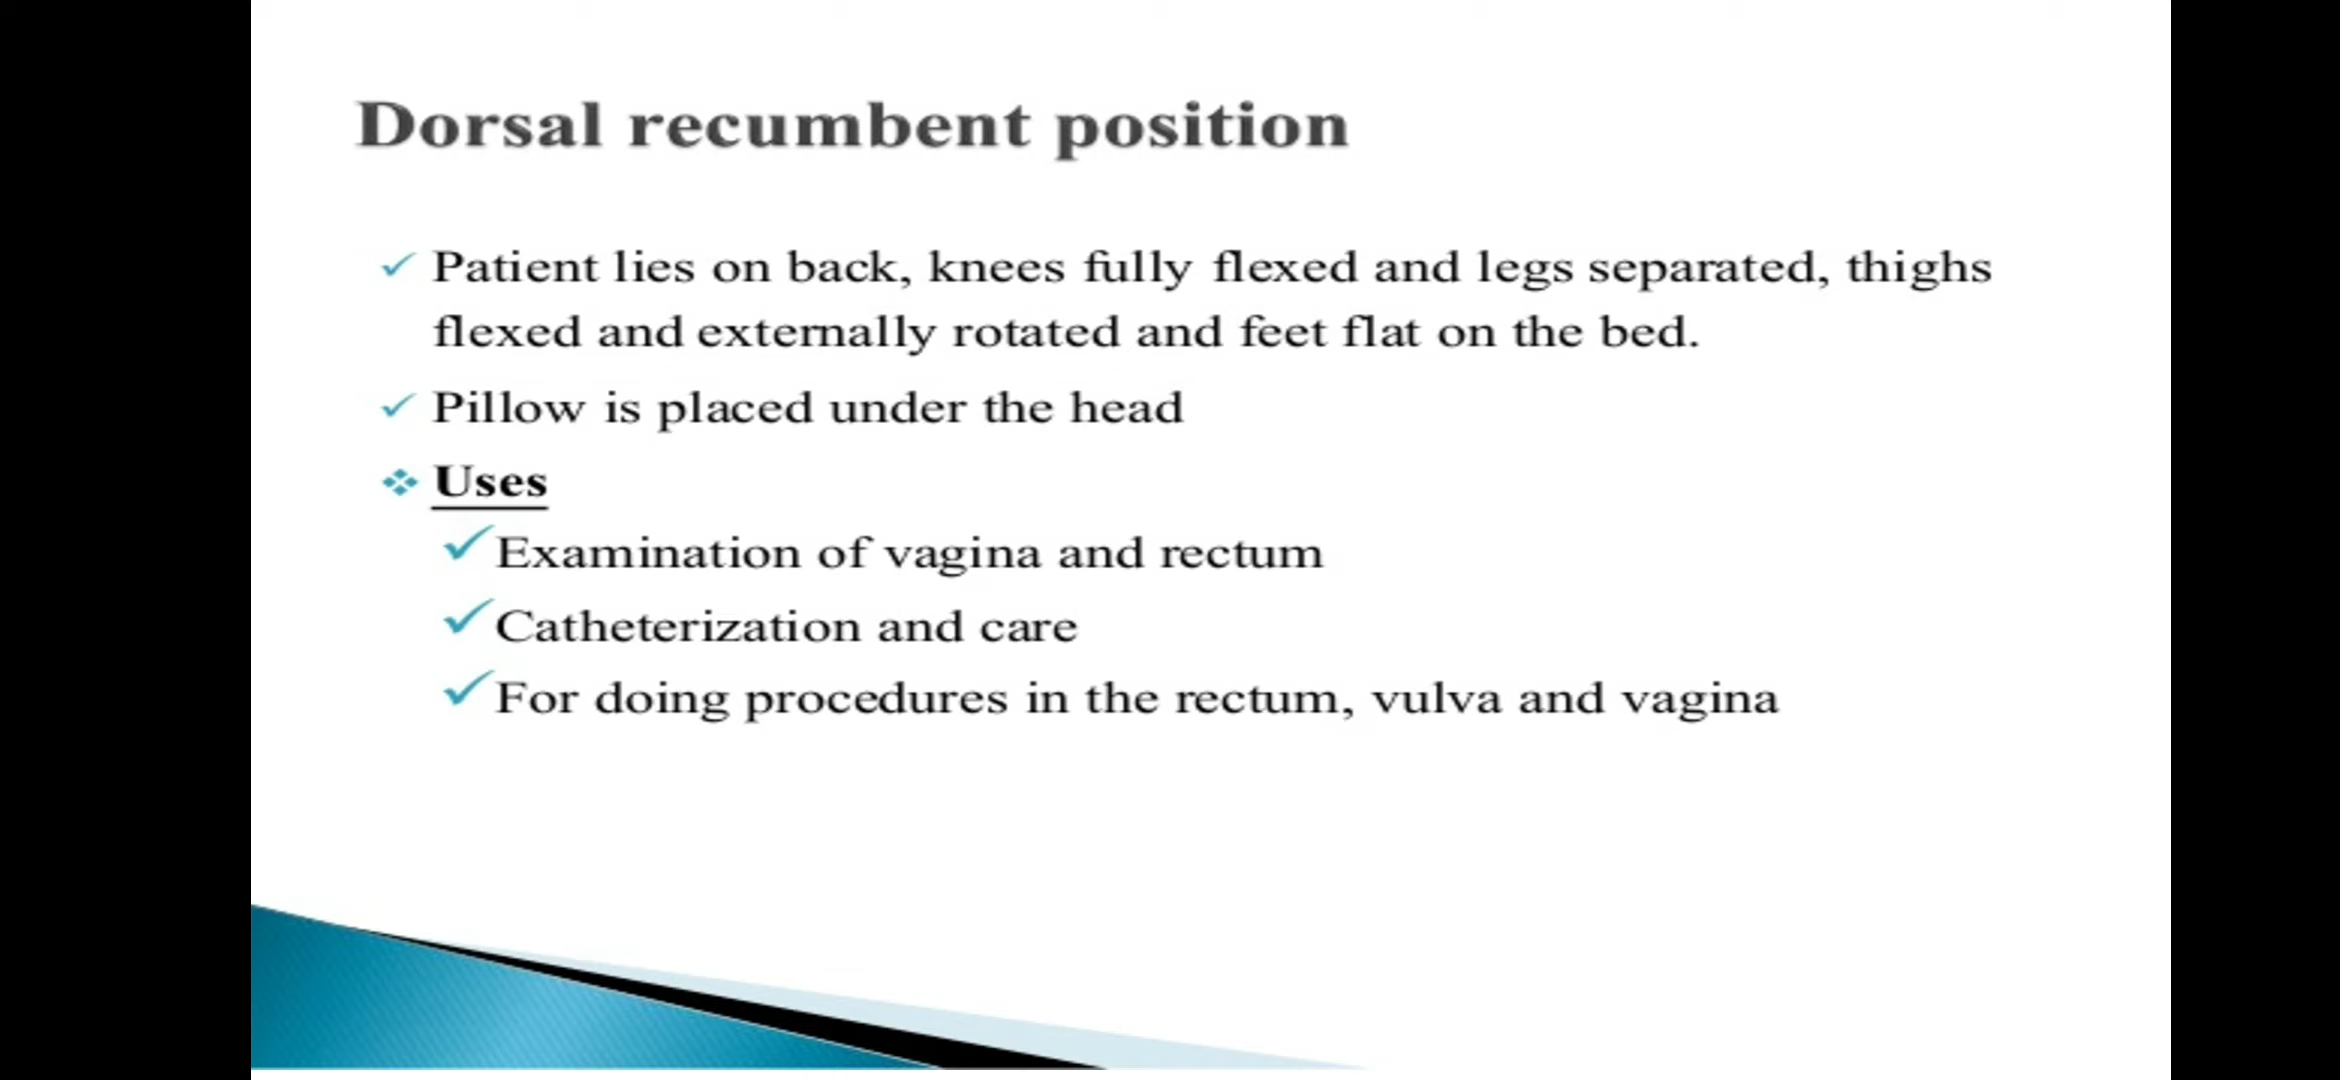 Dorsal recumbent position
Patient lies on back, knees fully flexed and legs separated, thighs
flexed and externally rotated and feet flat on the bed.
Pillow is placed under the head
Uses
Examination of vagina and rectum
Catheterization and care
For doing procedures in the rectum, vulva and vagina